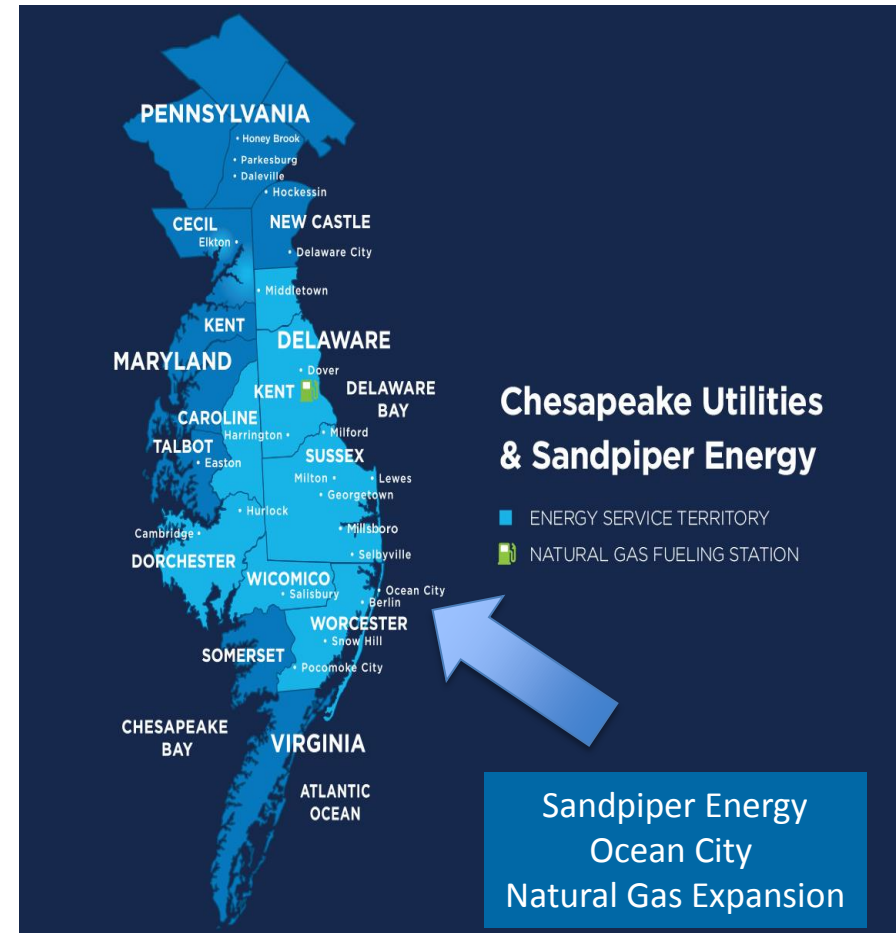 PENNSYLVANIA
• Honey Brook
• Parkesburg
• Daleville
• Hockessin
CECIL
NEW CASTLE
Elkton •
• Delaware City
• Middletown
KENT
DELAWARE
MARYLAND
• Dover
KENT
DELAWARE
BAY
CAROLINE
Harrington •
• Milford
TALBOT
• Easton
SUSSEX
Milton •
• Lewes
• Georgetown
• Hurlock
Cambridge •
• Millsboro
• Selbyville
DORCHESTER
WICOMICO
• Salisbury
• Ocean City
• Berlin
WORCESTER
• Snow Hill
SOMERSET
• Pocomoke City
CHESAPEAKE
BAY
VIRGINIA
ATLANTIC
OCEAN
Chesapeake Utilities
& Sandpiper Energy
ENERGY SERVICE TERRITORY
NATURAL GAS FUELING STATION
Sandpiper Energy
Ocean City
Natural Gas Expansion